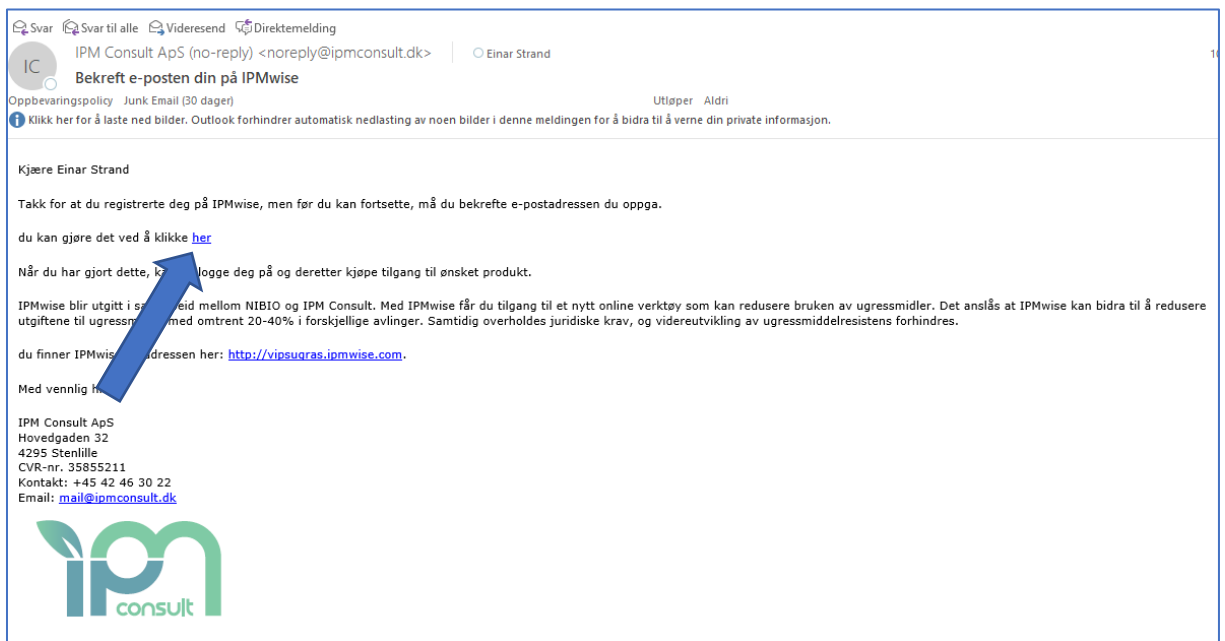 Svar Svar til alle Videresend Direktemelding
IPM Consult ApS (no-reply) <noreply@ipmconsult.dk> Einar Strand
IC
Bekreft e-posten din på IPMwise
Oppbevaringspolicy Junk Email (30 dager) Utløper Aldri
Klikk her for å laste ned bilder. Outlook forhindrer automatisk nedlasting av noen bilder i denne meldingen for å bidra til å verne din private informasjon.
Kjære Einar Strand
Takk for at du registrerte deg på IPMwise, men før du kan fortsette, må du bekrefte e-postadressen du oppga.
du kan gjøre det ved å klikke her
Når du har gjort dette, logge deg på og deretter kjøpe tilgang til ønsket produkt.
IPMwise blir utgitt i mellom NIBIO og IPM Consult. Med IPMwise får du tilgang til et nytt online verktøy som kan redusere bruken av ugressmidler. Det anslås at IPMwise kan bidra til å redusere
utgiftene til med omtrent 20-40% i forskjellige avlinger. Samtidig overholdes juridiske krav, og videreutvikling av ugressmiddelresistens forhindres.
du finner her: http://vipsugras.ipmwise.com.
Med vennlig
IPM Consult ApS
Hovedgaden 32
4295 Stenlille
CVR-nr. 35855211
Kontakt: +45 42 46 30 22
Email: mail@ipmconsult.dk
ipm
consult